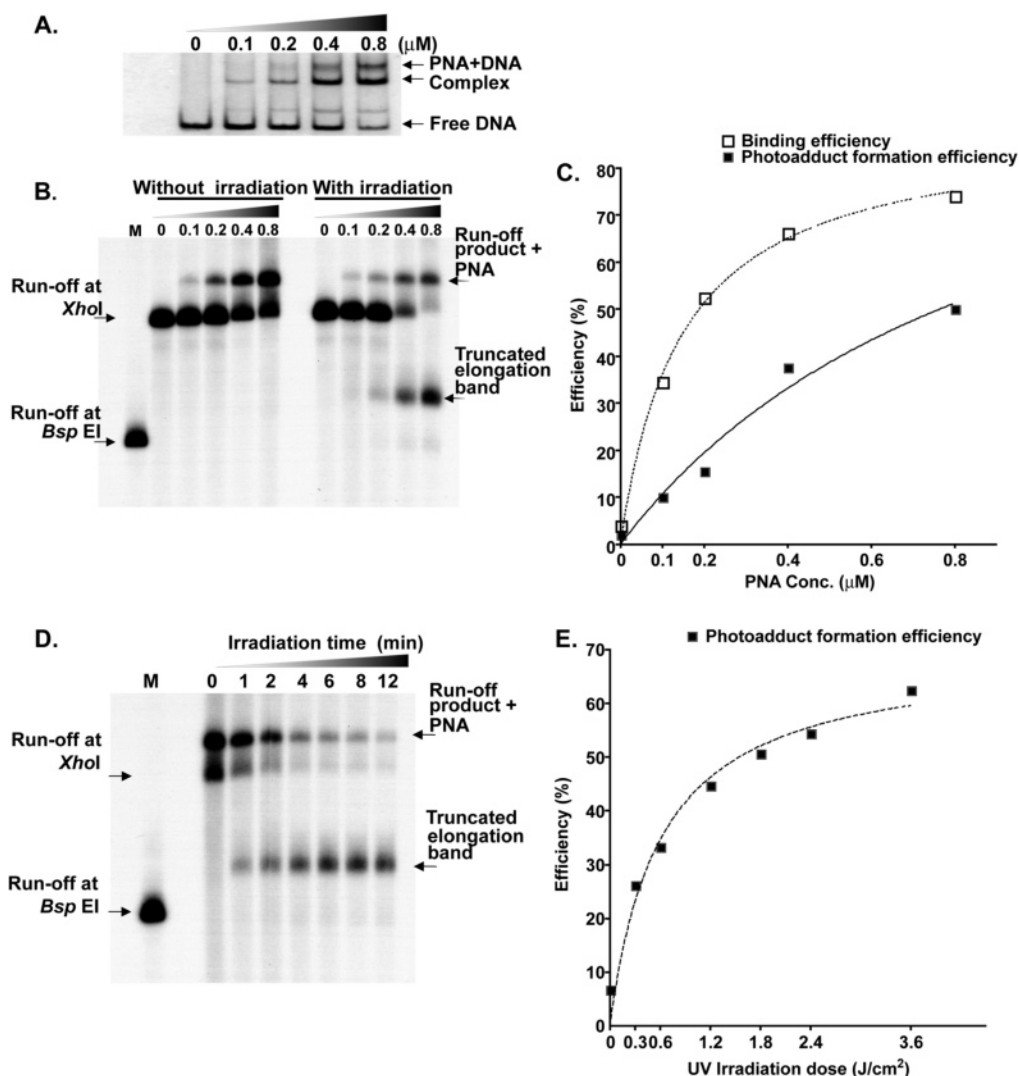 A.
0 0.1 0.2 0.4 0.8 (μM)
PNA+DNA
Complex
Free DNA
B.
Without irradiation With irradiation
M 0 0.1 0.2 0.4 0.8 0 0.1 0.2 0.4 0.8
Run-off
product +
PNA
Run-off at
XhoI
Truncated
elongation
band
Run-off at
Bsp EI
C.
Binding efficiency
Photoadduct formation efficiency
80
70
60
50
40
30
20
10
0
Efficiency (%)
0 0.1 0.2 0.4 0.6 0.8
PNA Conc. (μM)
D.
Irradiation time (min)
M 0 1 2 4 6 8 12
Run-off
product +
PNA
Run-off at
XhoI
Truncated
elongation
band
Run-off at
Bsp EI
E.
Photoadduct formation efficiency
70
60
50
40
30
20
10
0
Efficiency (%)
0 0.3 0.6 1.2 1.8 2.4 3.6
UV Irradiation dose (J/cm²)